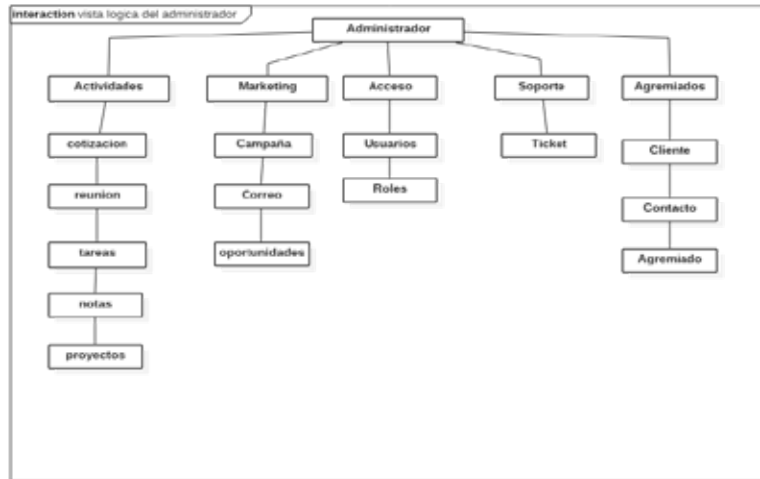 interaction vista logica del administrador
Administrador
Actividades
Marketing
Acceso
Soporte
Agremiados
cotizacion
Campaña
Usuarios
Ticket
Cliente
reunion
Correo
Roles
Contacto
tareas
oportunidades
Agremiado
notas
proyectos